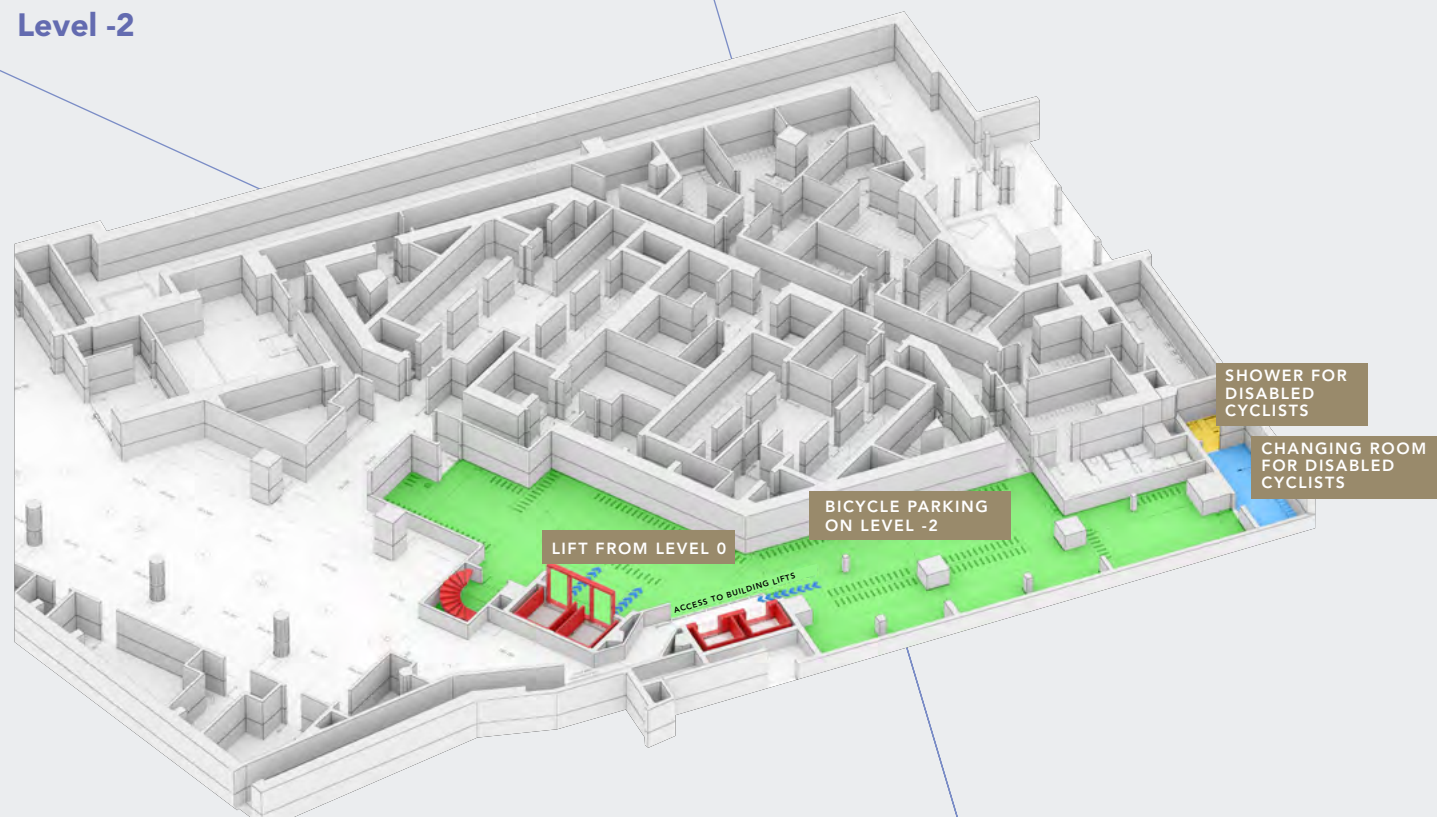 Level -2
SHOWER FOR
DISABLED
CYCLISTS
CHANGING ROOM
FOR DISABLED
CYCLISTS
BICYCLE PARKING
ON LEVEL -2
LIFT FROM LEVEL 0
ACCESS TO BUILDING LIFTS